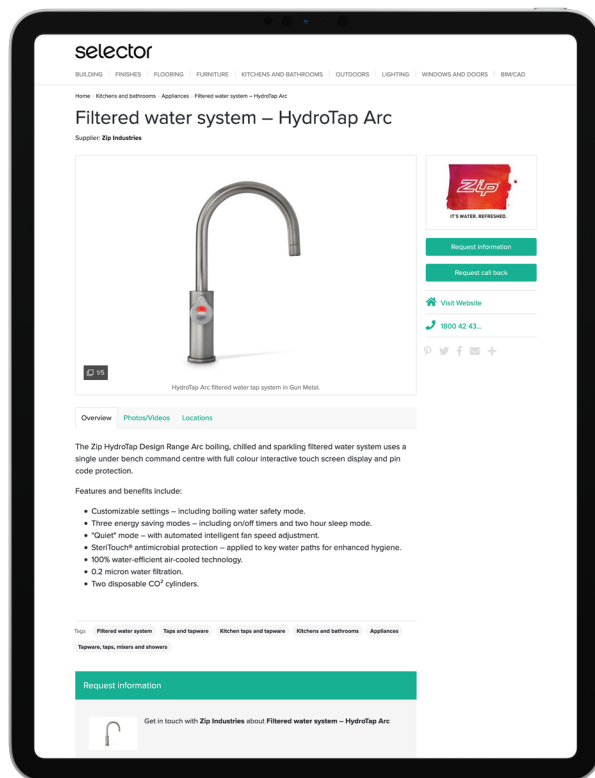 selector
BUILDING FINISHES FLOORING FURNITURE KITCHENS AND BATHROOMS OUTDOORS LIGHTING WINDOWS AND DOORS BIM/CAD
Home · Kitchens and bathrooms · Appliances · Filtered water system – HydroTap Arc
Filtered water system – HydroTap Arc
Supplier: Zip Industries
Zip
IT'S WATER. REFRESHED.
Request information
Request call back
Visit Website
1800 42 43...
1/5
HydroTap Arc filtered water tap system in Gun Metal.
Overview Photos/Videos Locations
The Zip HydroTap Design Range Arc boiling, chilled and sparkling filtered water system uses a
single under bench command centre with full colour interactive touch screen display and pin
code protection.
Features and benefits include:
• Customizable settings – including boiling water safety mode.
• Three energy saving modes – including on/off timers and two hour sleep mode.
• "Quiet" mode – with automated intelligent fan speed adjustment.
• SteriTouch® antimicrobial protection – applied to key water paths for enhanced hygiene.
• 100% water-efficient air-cooled technology.
• 0.2 micron water filtration.
• Two disposable CO² cylinders.
Tags Filtered water system Taps and tapware Kitchen taps and tapware Kitchens and bathrooms Appliances
Tapware, taps, mixers and showers
Request information
Get in touch with Zip Industries about Filtered water system – HydroTap Arc